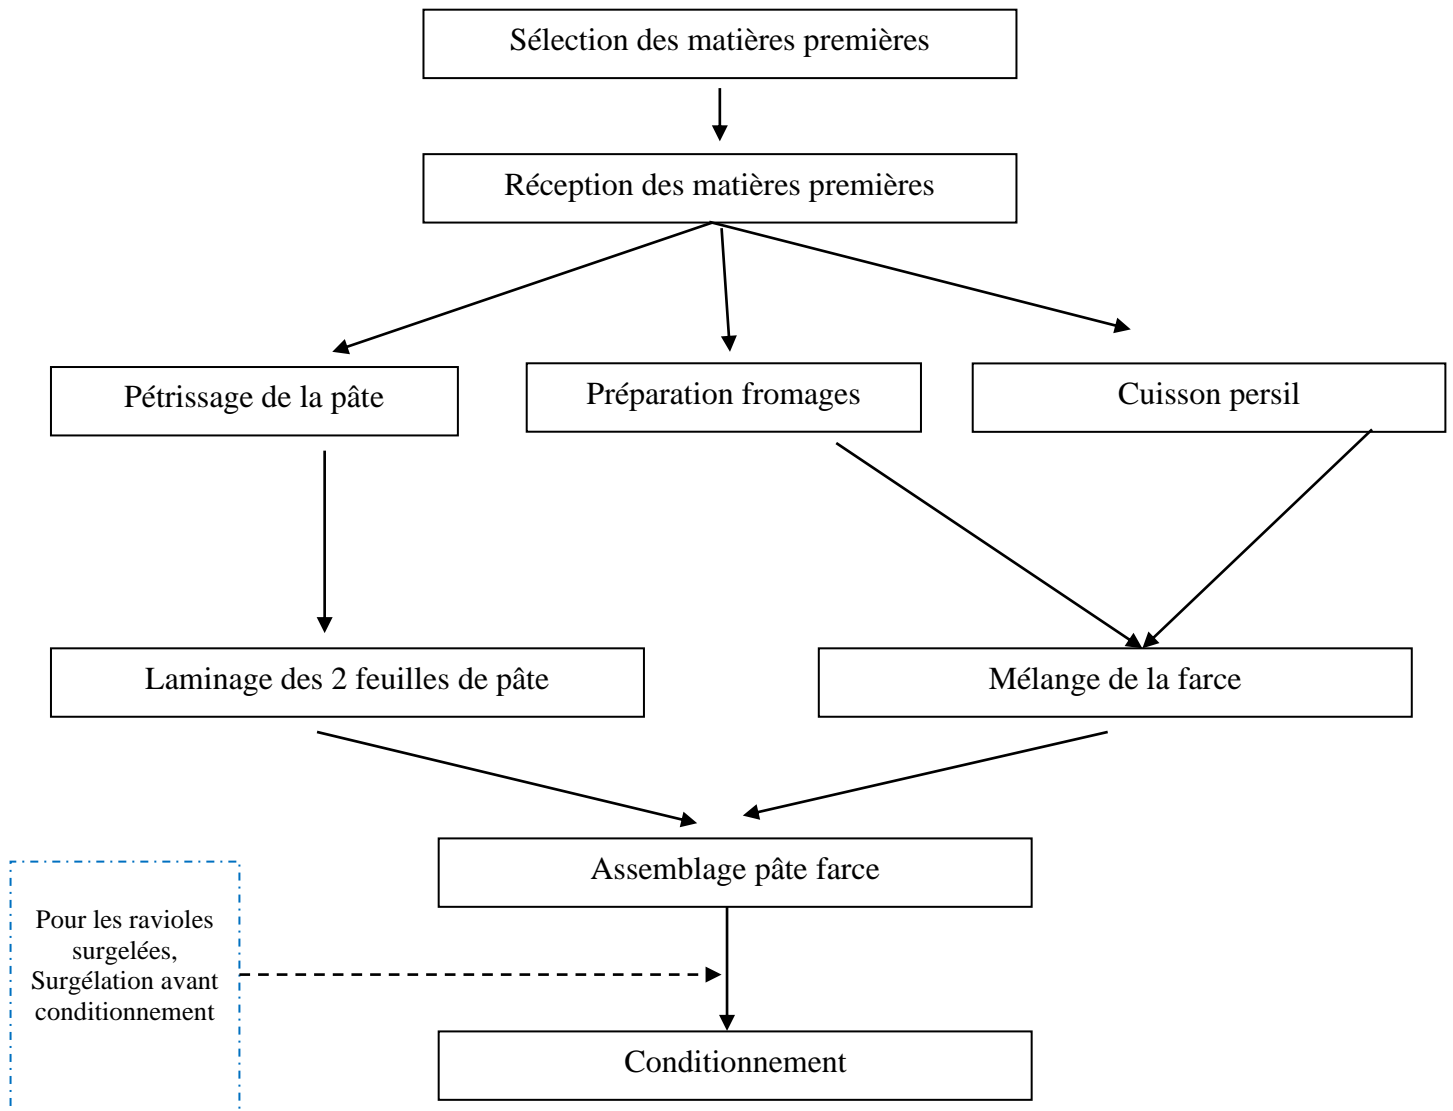 Sélection des matières premières
Réception des matières premières
Pétrissage de la pâte
Préparation fromages
Cuisson persil
Laminage des 2 feuilles de pâte
Mélange de la farce
Assemblage pâte farce
Pour les ravioles
surgelées,
Surgélation avant
conditionnement
Conditionnement